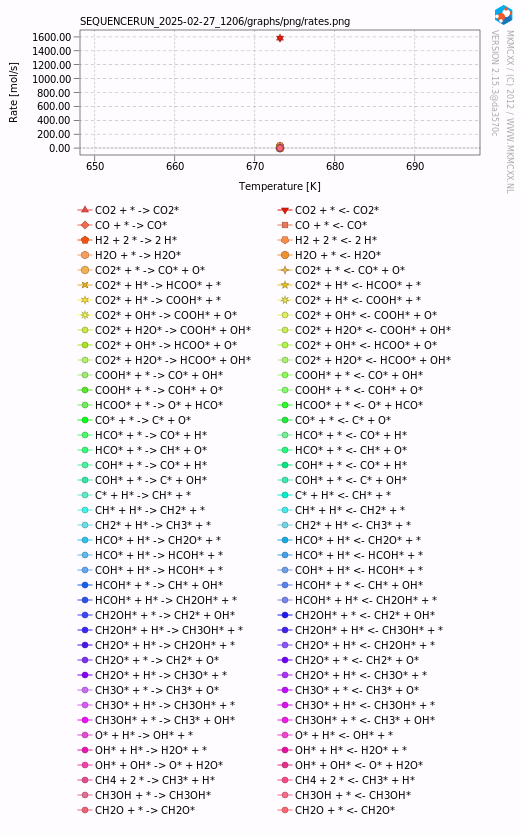 SEQUENCERUN_2025-02-27_1206/graphs/png/rates.png
MKMCXX / (C) 2012 / WWW.MKMCXX.NL
VERSION 2.15.3@da3570c
Rate [mol/s]
1600.00
1400.00
1200.00
1000.00
800.00
600.00
400.00
200.00
0.00
650 660 670 680 690
Temperature [K]
CO2 + * -> CO2* CO2 + * <- CO2*
CO + * -> CO* CO + * <- CO*
H2 + 2 * -> 2 H* H2 + 2 * <- 2 H*
H2O + * -> H2O* H2O + * <- H2O*
CO2* + * -> CO* + O* CO2* + * <- CO* + O*
CO2* + H* -> HCOO* + * CO2* + H* <- HCOO* + *
CO2* + H* -> COOH* + * CO2* + H* <- COOH* + *
CO2* + OH* -> COOH* + O* CO2* + OH* <- COOH* + O*
CO2* + H2O* -> COOH* + OH* CO2* + H2O* <- COOH* + OH*
CO2* + OH* -> HCOO* + O* CO2* + OH* <- HCOO* + O*
CO2* + H2O* -> HCOO* + OH* CO2* + H2O* <- HCOO* + OH*
COOH* + * -> CO* + OH* COOH* + * <- CO* + OH*
COOH* + * -> COH* + O* COOH* + * <- COH* + O*
HCOO* + * -> O* + HCO* HCOO* + * <- O* + HCO*
CO* + * -> C* + O* CO* + * <- C* + O*
HCO* + * -> CO* + H* HCO* + * <- CO* + H*
HCO* + * -> CH* + O* HCO* + * <- CH* + O*
COH* + * -> CO* + H* COH* + * <- CO* + H*
COH* + * -> C* + OH* COH* + * <- C* + OH*
C* + H* -> CH* + * C* + H* <- CH* + *
CH* + H* -> CH2* + * CH* + H* <- CH2* + *
CH2* + H* -> CH3* + * CH2* + H* <- CH3* + *
HCO* + H* -> CH2O* + * HCO* + H* <- CH2O* + *
HCO* + H* -> HCOH* + * HCO* + H* <- HCOH* + *
COH* + H* -> HCOH* + * COH* + H* <- HCOH* + *
HCOH* + * -> CH* + OH* HCOH* + * <- CH* + OH*
HCOH* + H* -> CH2OH* + * HCOH* + H* <- CH2OH* + *
CH2OH* + * -> CH2* + OH* CH2OH* + * <- CH2* + OH*
CH2OH* + H* -> CH3OH* + * CH2OH* + H* <- CH3OH* + *
CH2O* + H* -> CH2OH* + * CH2O* + H* <- CH2OH* + *
CH2O* + * -> CH2* + O* CH2O* + * <- CH2* + O*
CH2O* + H* -> CH3O* + * CH2O* + H* <- CH3O* + *
CH3O* + * -> CH3* + O* CH3O* + * <- CH3* + O*
CH3O* + H* -> CH3OH* + * CH3O* + H* <- CH3OH* + *
CH3OH* + * -> CH3* + OH* CH3OH* + * <- CH3* + OH*
O* + H* -> OH* + * O* + H* <- OH* + *
OH* + H* -> H2O* + * OH* + H* <- H2O* + *
OH* + OH* -> O* + H2O* OH* + OH* <- O* + H2O*
CH4 + 2 * -> CH3* + H* CH4 + 2 * <- CH3* + H*
CH3OH + * -> CH3OH* CH3OH + * <- CH3OH*
CH2O + * -> CH2O* CH2O + * <- CH2O*